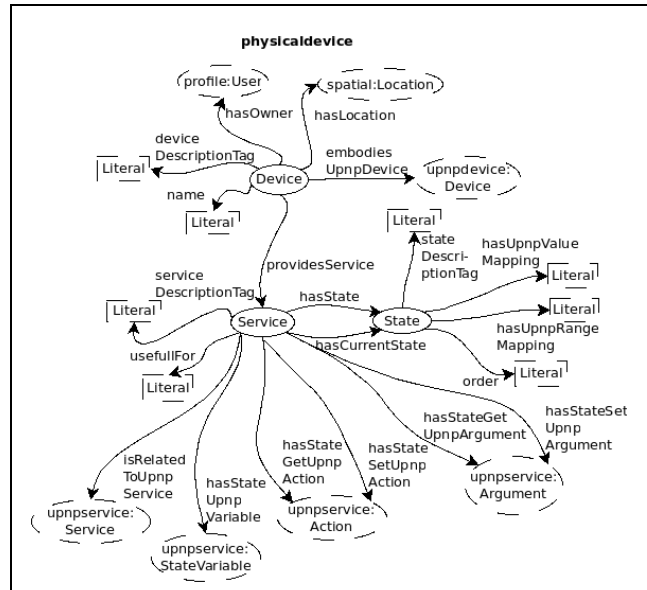 physicaldevice
profile:User
spatial:Location
hasOwner
hasLocation
device
DescriptionTag
Literal
embodies
UpnpDevice
Device
upnpdevice:
Device
name
Literal
Literal
state
Descri-
ptionTag
hasUpnpValue
Mapping
Literal
providesService
service
DescriptionTag
Literal
hasState
Service
State
Literal
hasUpnpRange
Mapping
hasCurrentState
usefullFor
Literal
order
Literal
hasStateGet
UpnpArgument
hasStateSet
Upnp
Argument
isRelated
ToUpnp
Service
hasState
Upnp
Variable
hasState
GetUpnp
Action
hasState
SetUpnp
Action
upnpservice:
Argument
upnpservice:
Service
upnpservice:
StateVariable
upnpservice:
Action